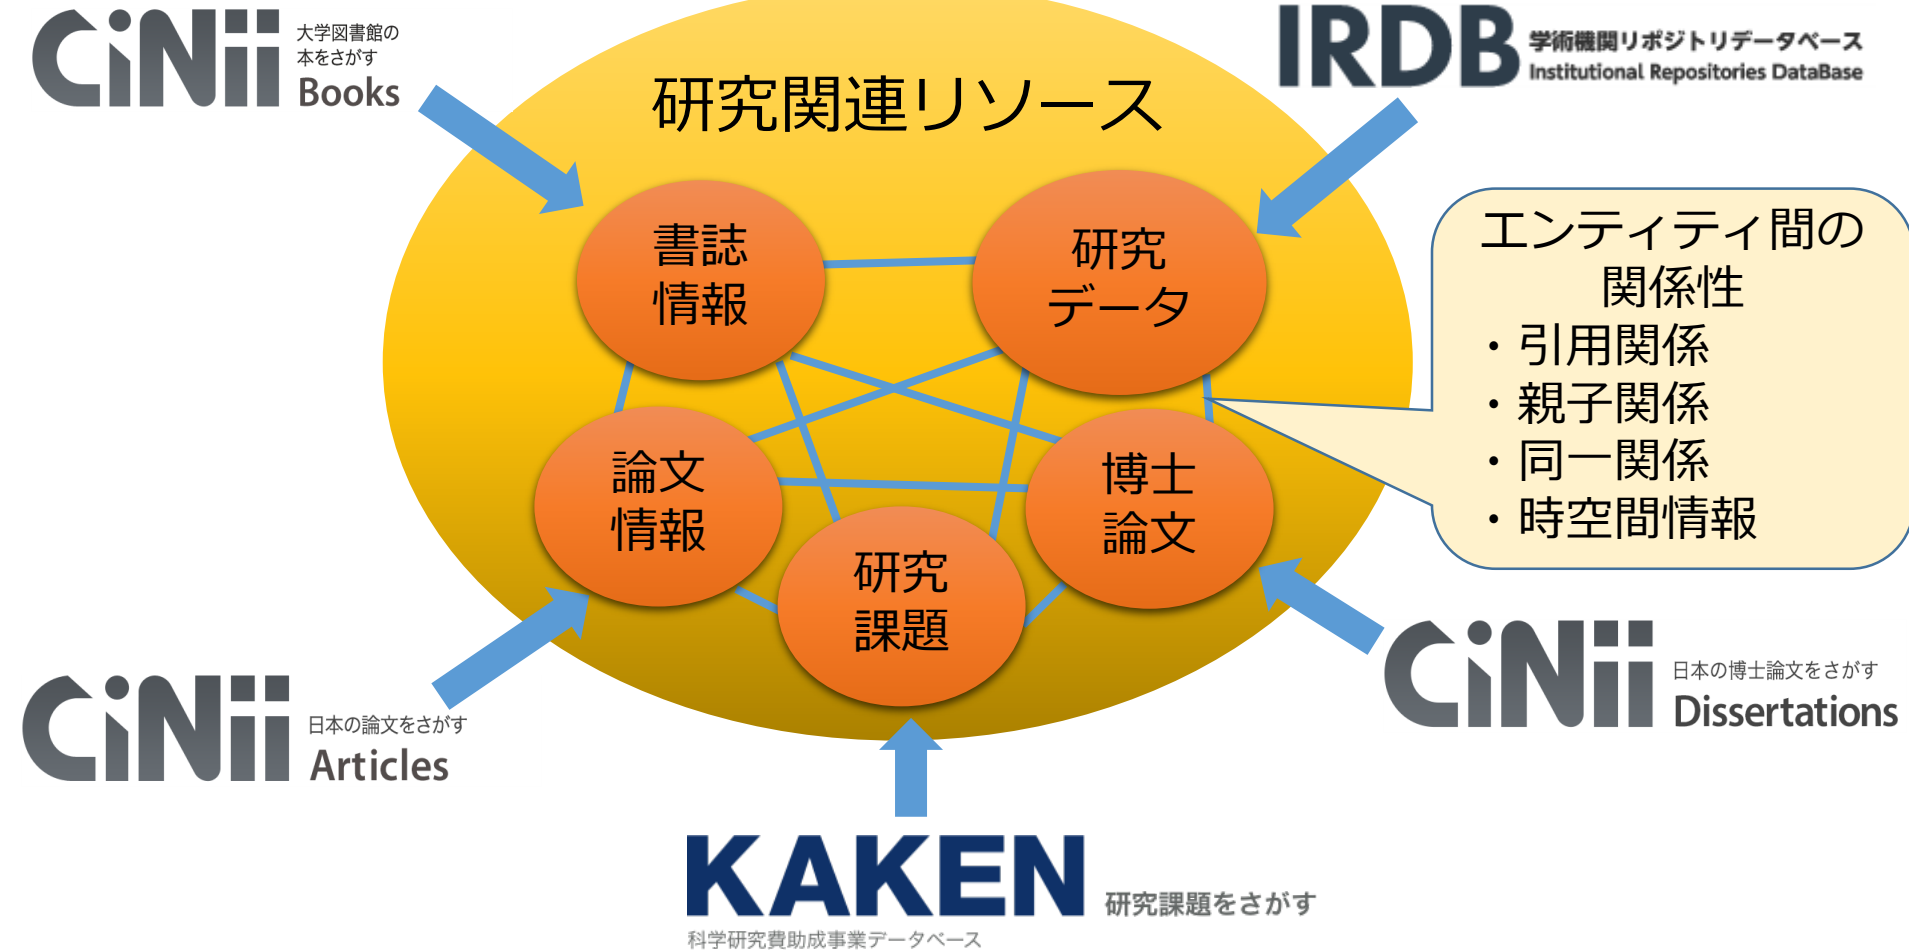 CiNii
大学図書館の
本をさがす
Books
IRDB
学術機関リポジトリデータベース
Institutional Repositories DataBase
研究関連リソース
書誌
情報
研究
データ
論文
情報
博士
論文
研究
課題
エンティティ間の
関係性
・引用関係
・親子関係
・同一関係
・時空間情報
CiNii
日本の論文をさがす
Articles
CiNii
日本の博士論文をさがす
Dissertations
KAKEN
研究課題をさがす
科学研究費助成事業データベース